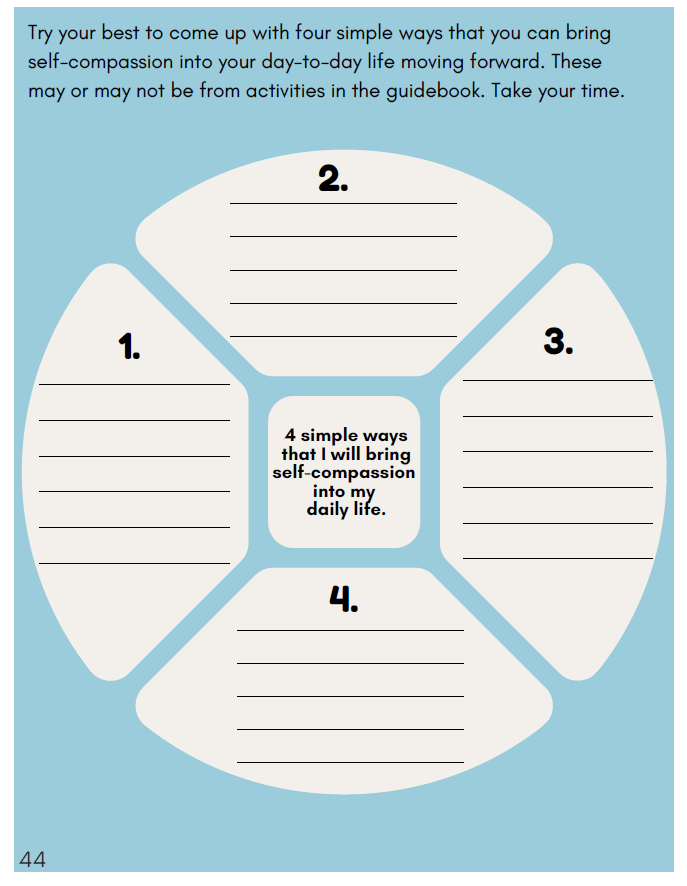 Try your best to come up with four simple ways that you can bring
self-compassion into your day-to-day life moving forward. These
may or may not be from activities in the guidebook. Take your time.
2.
1.
3.
4 simple ways
that I will bring
self-compassion
into my
daily life.
4.
44